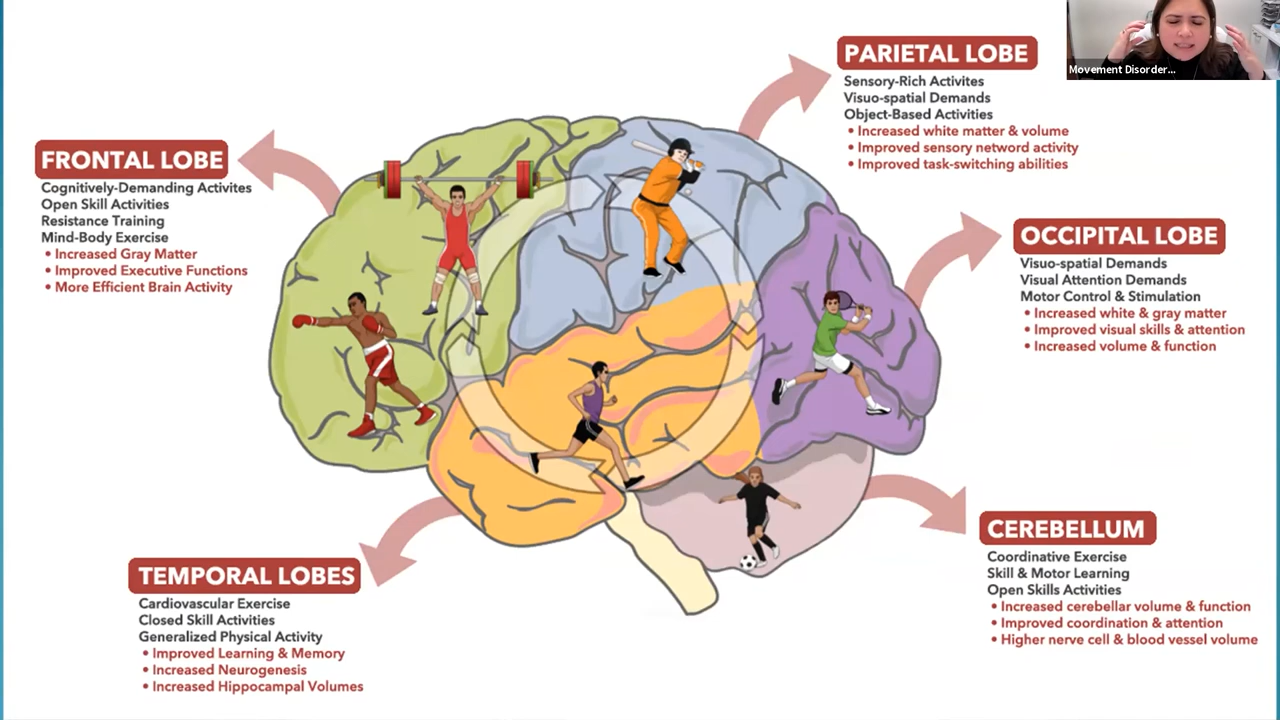 FRONTAL LOBE
Cognitively-Demanding Activites
Open Skill Activities
Resistance Training
Mind-Body Exercise
• Increased Gray Matter
• Improved Executive Functions
• More Efficient Brain Activity
PARIETAL LOBE
Sensory-Rich Activites
Visuo-spatial Demands
Object-Based Activities
• Increased white matter & volume
• Improved sensory netword activity
• Improved task-switching abilities
Movement Disorder...
OCCIPITAL LOBE
Visuo-spatial Demands
Visual Attention Demands
Motor Control & Stimulation
• Increased white & gray matter
• Improved visual skills & attention
• Increased volume & function
TEMPORAL LOBES
Cardiovascular Exercise
Closed Skill Activities
Generalized Physical Activity
• Improved Learning & Memory
• Increased Neurogenesis
• Increased Hippocampal Volumes
CEREBELLUM
Coordinative Exercise
Skill & Motor Learning
Open Skills Activities
• Increased cerebellar volume & function
• Improved coordination & attention
• Higher nerve cell & blood vessel volume